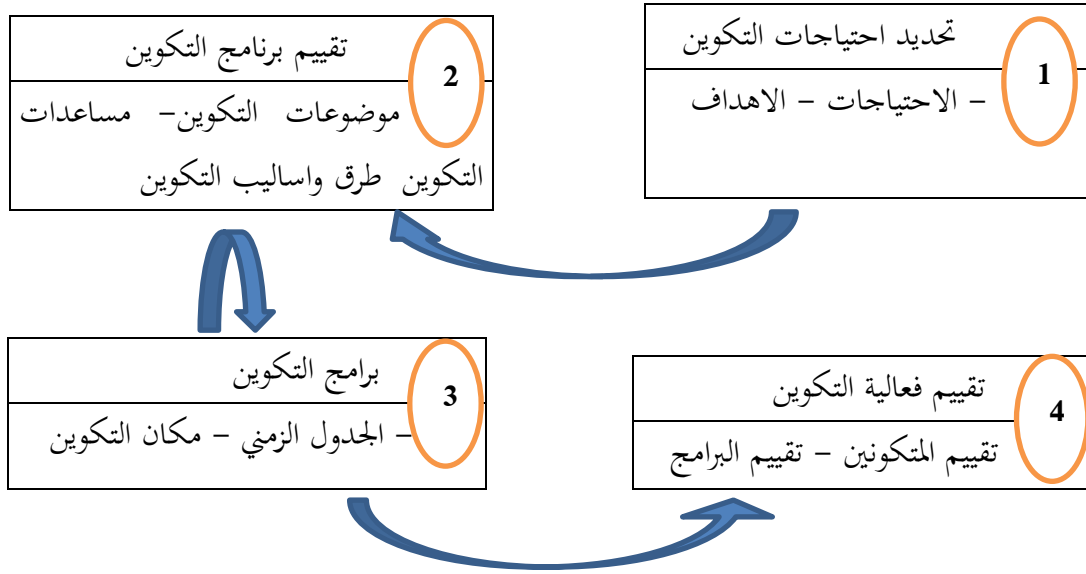 1
تحديد احتياجات التكوين
– الاحتياجات – الاهداف
2
تقييم برنامج التكوين
موضوعات التكوين– مساعدات
التكوين طرق واساليب التكوين
3
برامج التكوين
– الجدول الزمني – مكان التكوين
4
تقييم فعالية التكوين
تقييم المتكونين – تقييم البرامج